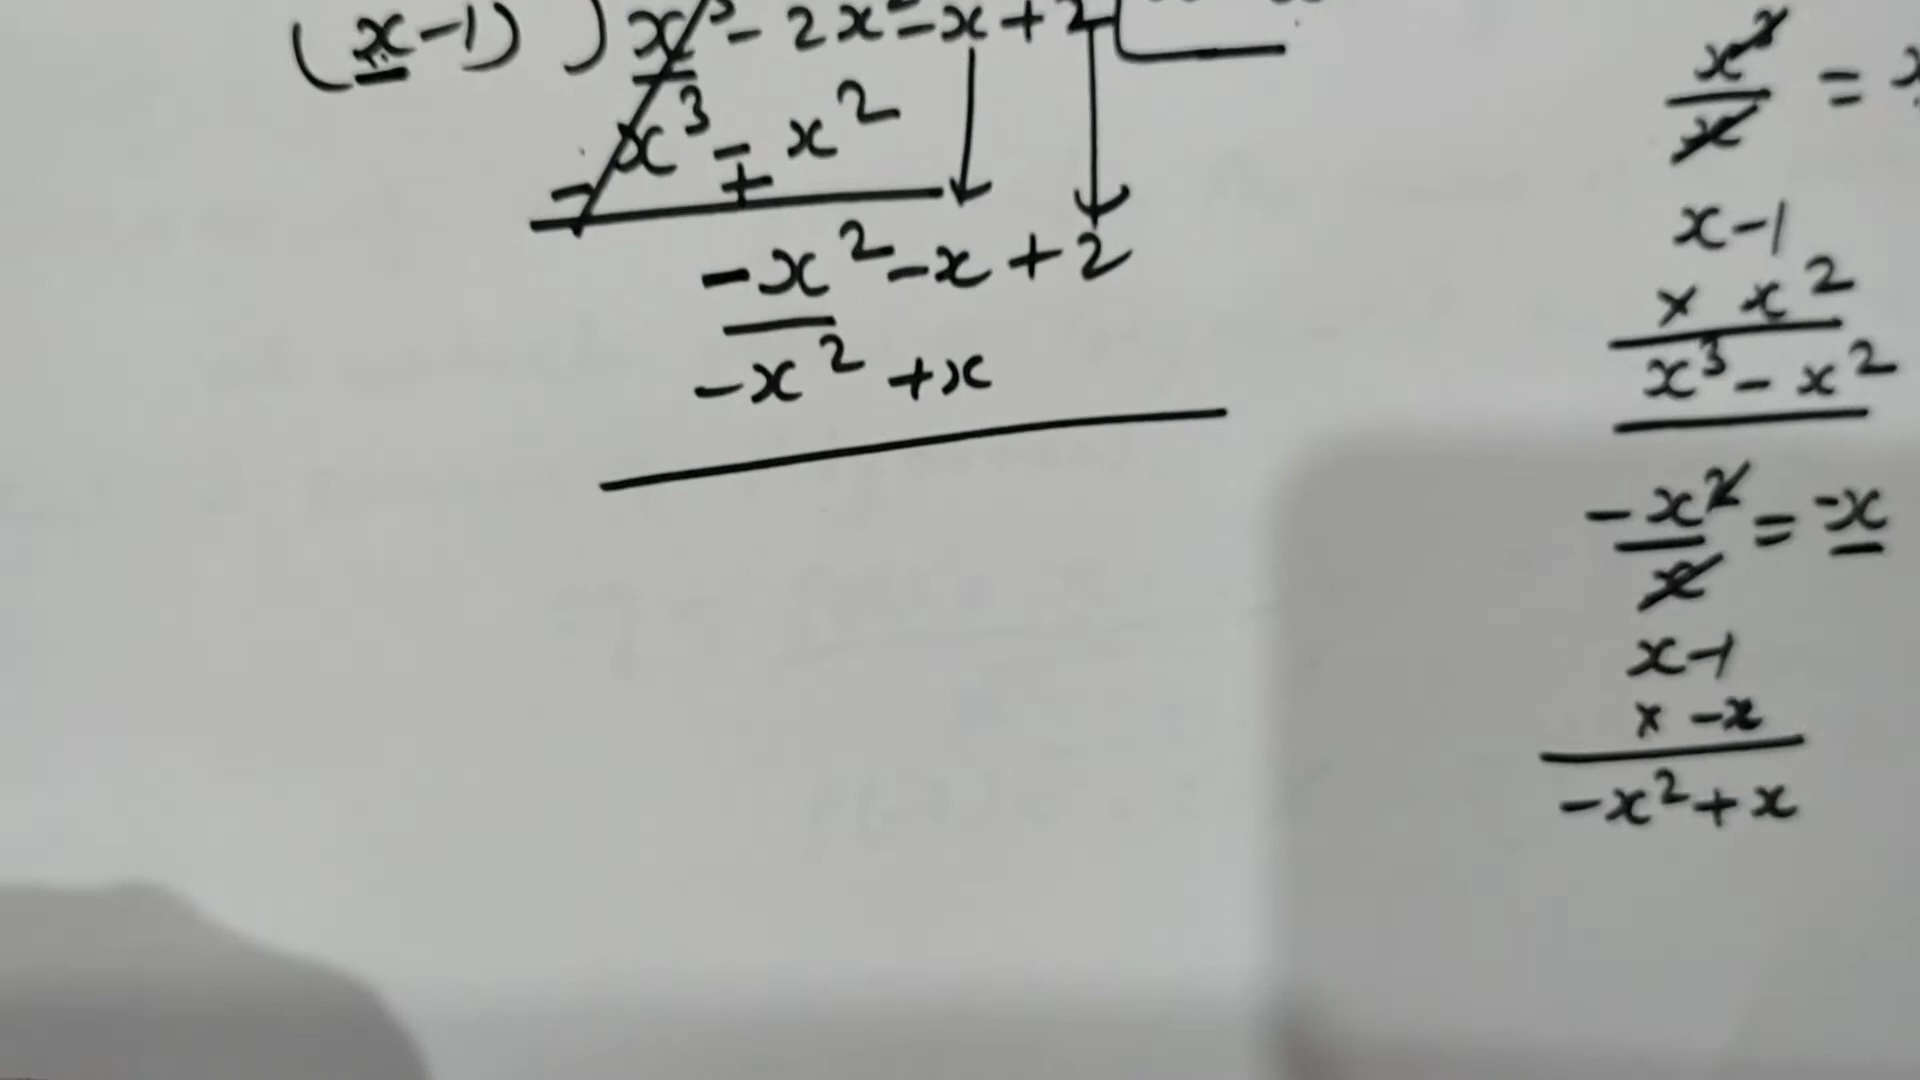 (x-1) ) x³ - 2x² - x + 2
x³ - x²
- +
-x² - x + 2
-x² + x
x³/x =
x-1
× x²
x³ - x²
-x²/x = -x
x-1
× -x
-x² + x